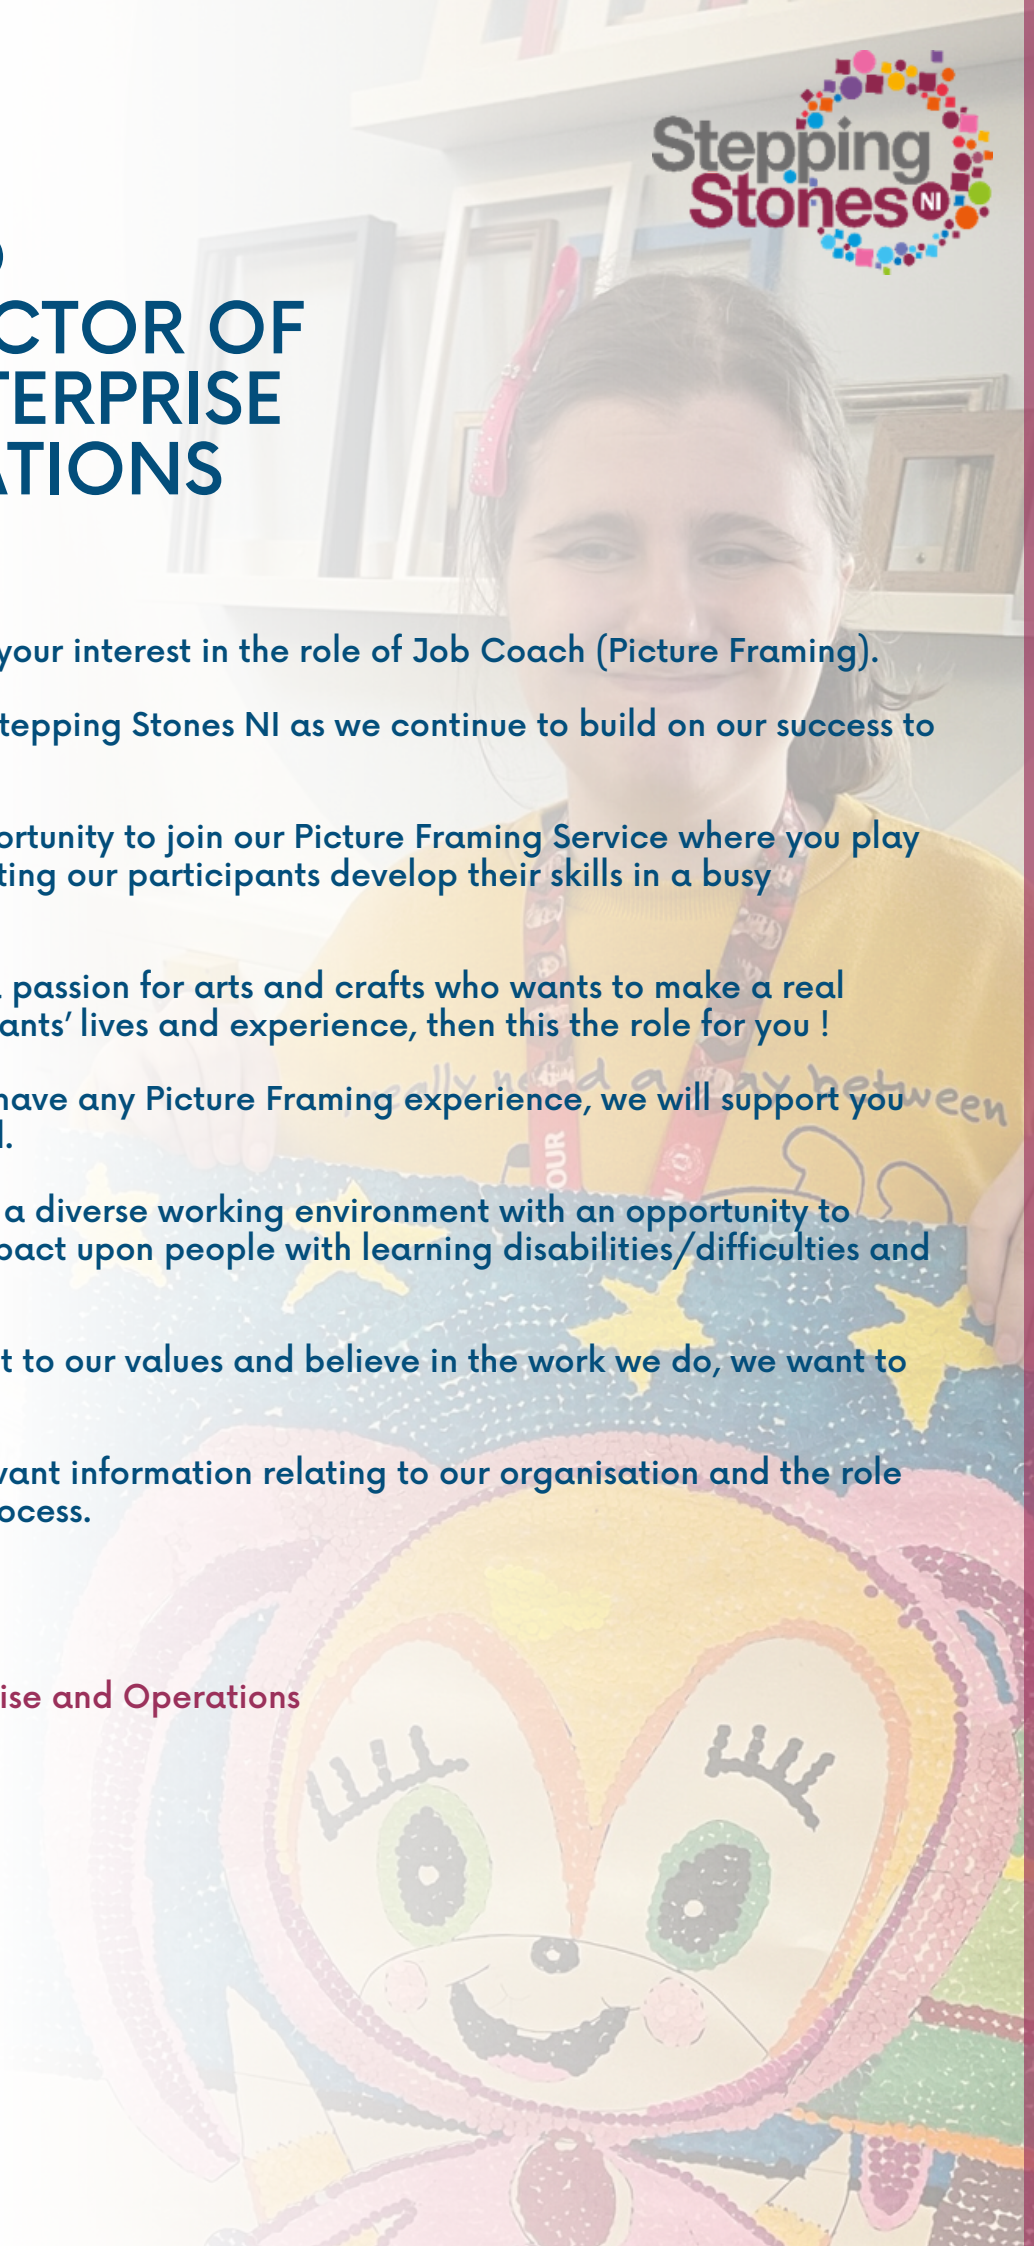 Stepping
Stones NI
CTOR OF
TERPRISE
ATIONS
your interest in the role of Job Coach (Picture Framing).
tepping Stones NI as we continue to build on our success to
ortunity to join our Picture Framing Service where you play
ting our participants develop their skills in a busy
passion for arts and crafts who wants to make a real
ants’ lives and experience, then this the role for you !
have any Picture Framing experience, we will support you
really need a day between
a diverse working environment with an opportunity to
pact upon people with learning disabilities/difficulties and
t to our values and believe in the work we do, we want to
vant information relating to our organisation and the role
ocess.
ise and Operations
OUR